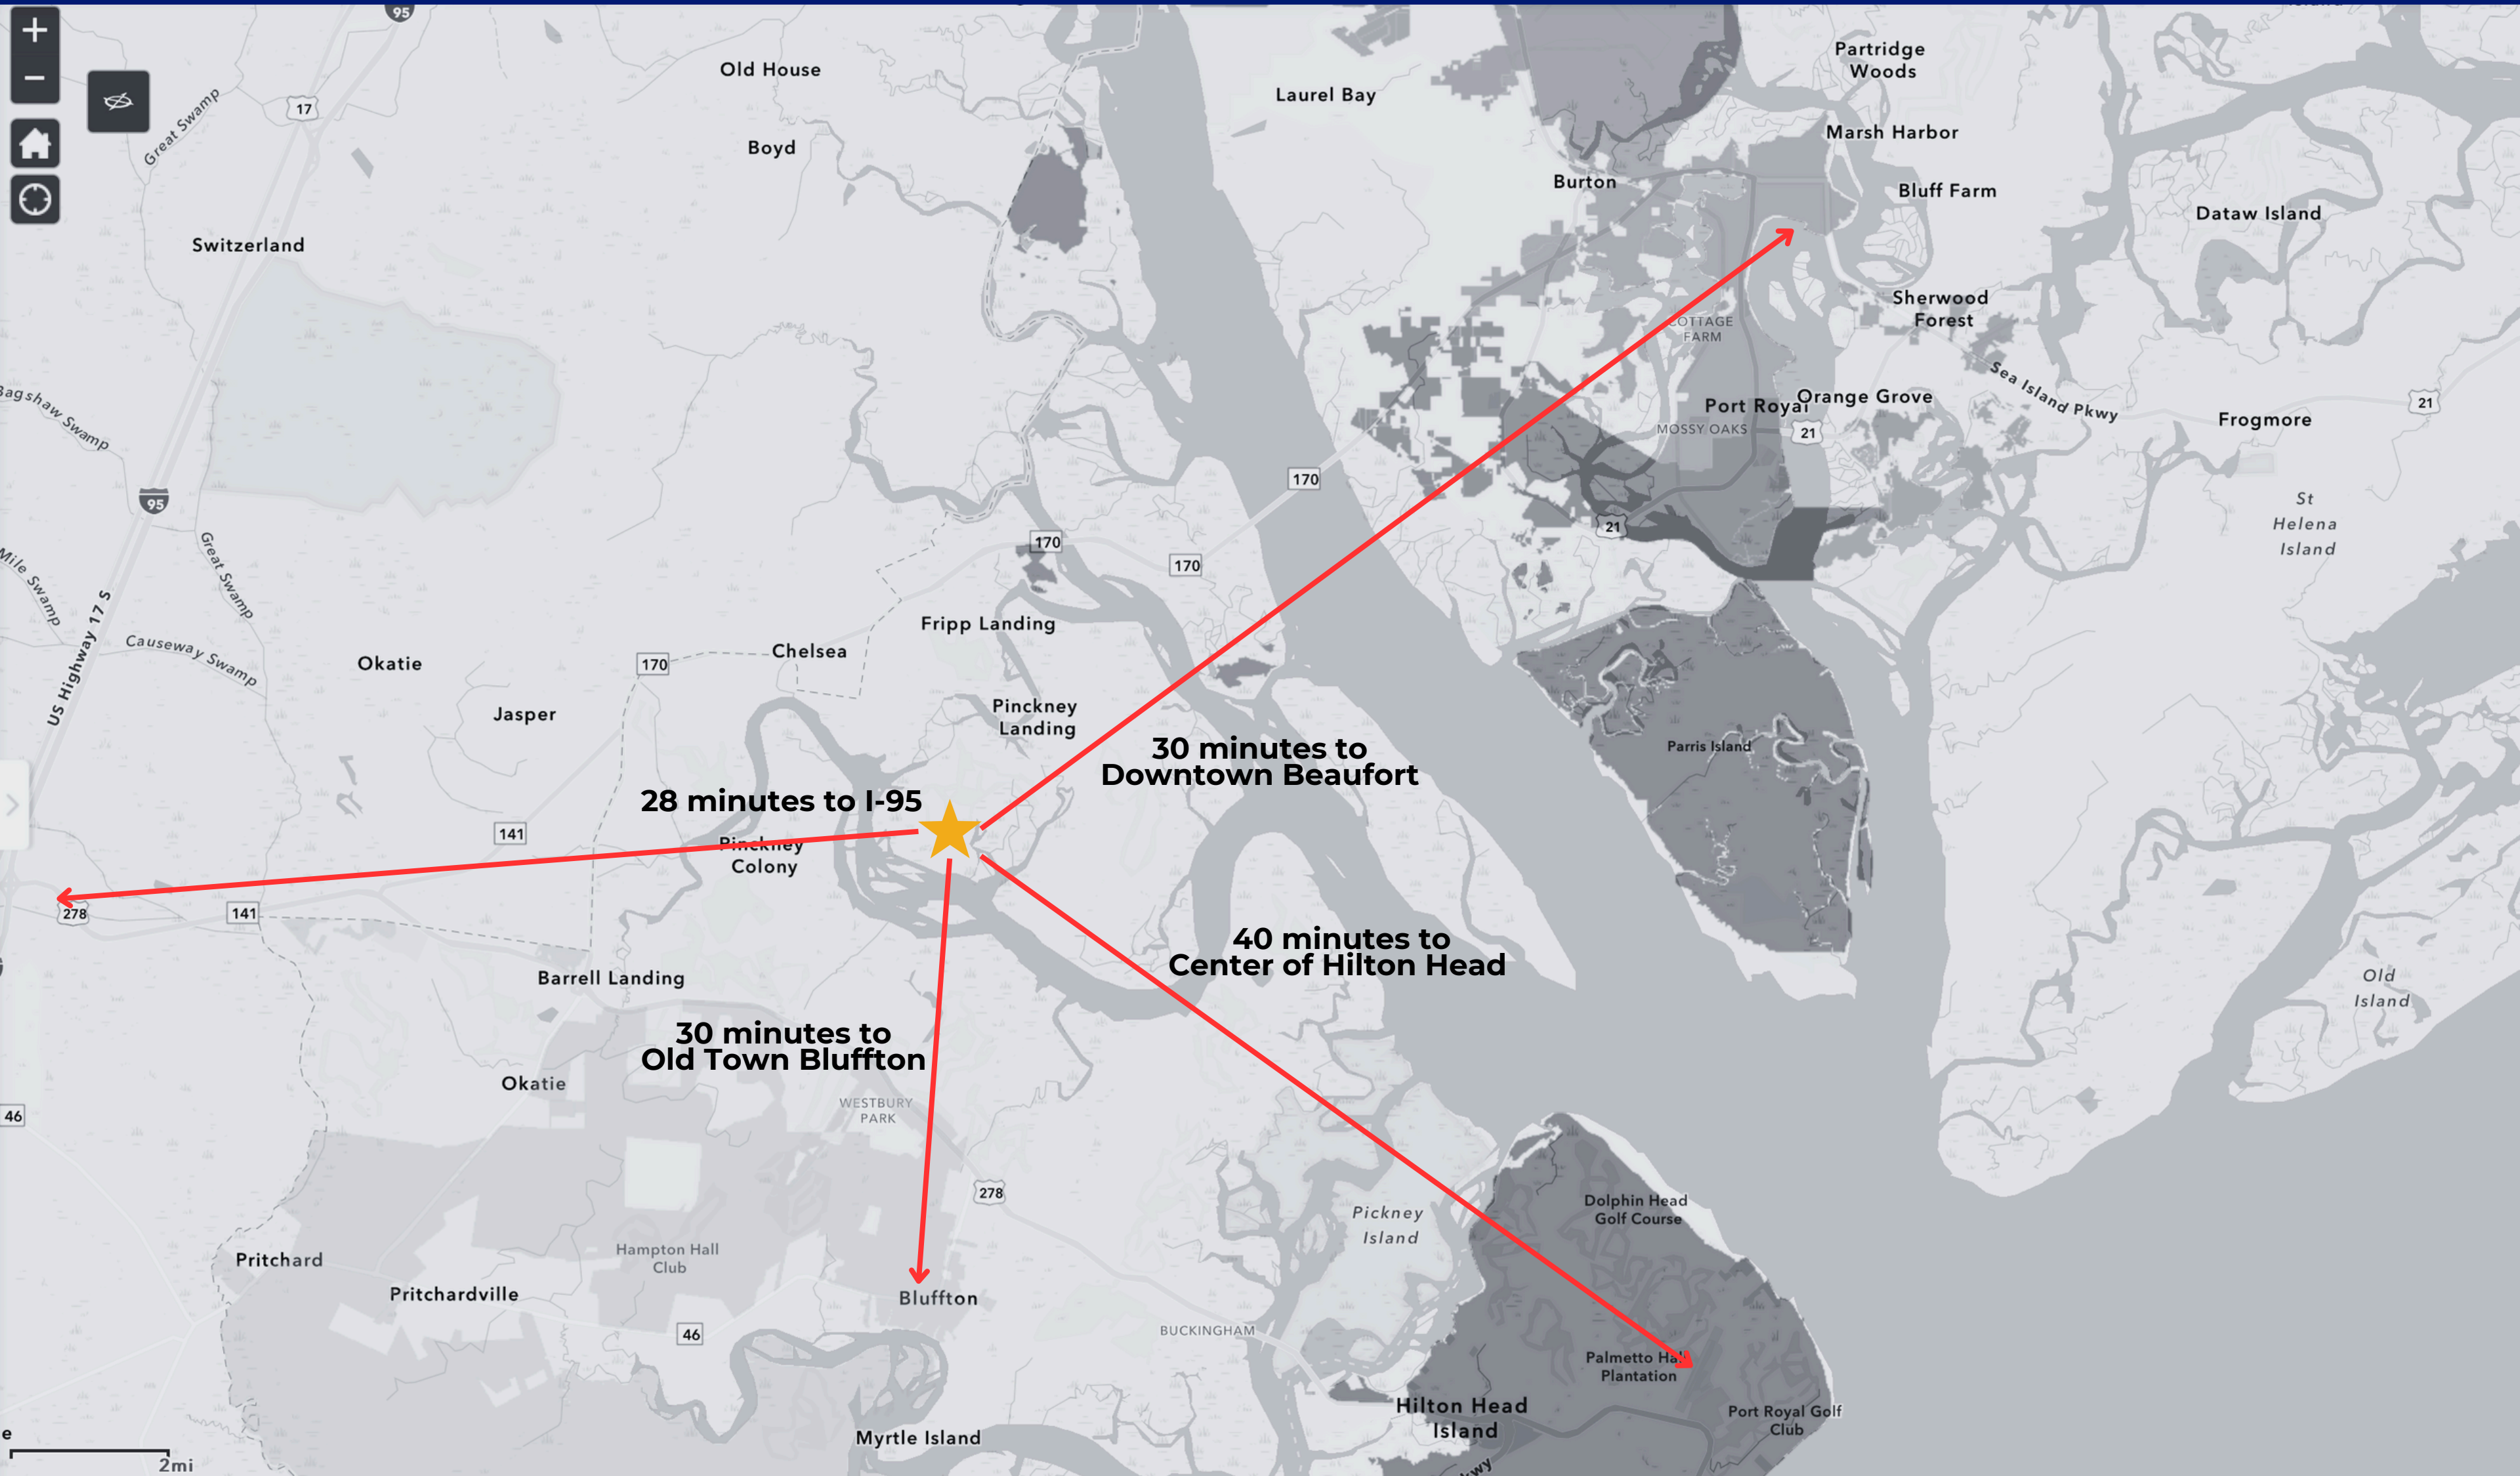 95
Old House
Partridge
Woods
Laurel Bay
17
Great Swamp
Boyd
Marsh Harbor
Burton
Bluff Farm
Dataw Island
Switzerland
Sherwood
Forest
COTTAGE
FARM
Sea Island Pkwy
Bagshaw Swamp
Port Royal
Orange Grove
21
Frogmore
MOSSY OAKS
21
170
95
St
Helena
Island
21
170
170
Mile Swamp
Great Swamp
US Highway 17 S
Causeway Swamp
Fripp Landing
Chelsea
Okatie
170
Jasper
Pinckney
Landing
Parris Island
30 minutes to
Downtown Beaufort
28 minutes to I-95
141
Pinckney
Colony
278
141
40 minutes to
Center of Hilton Head
Barrell Landing
Old
Island
30 minutes to
Old Town Bluffton
Okatie
WESTBURY
PARK
46
278
Dolphin Head
Golf Course
Pickney
Island
Hampton Hall
Club
Pritchard
Pritchardville
Bluffton
46
BUCKINGHAM
Palmetto Hall
Plantation
Hilton Head
Island
Port Royal Golf
Club
Myrtle Island
e
2mi
kwy